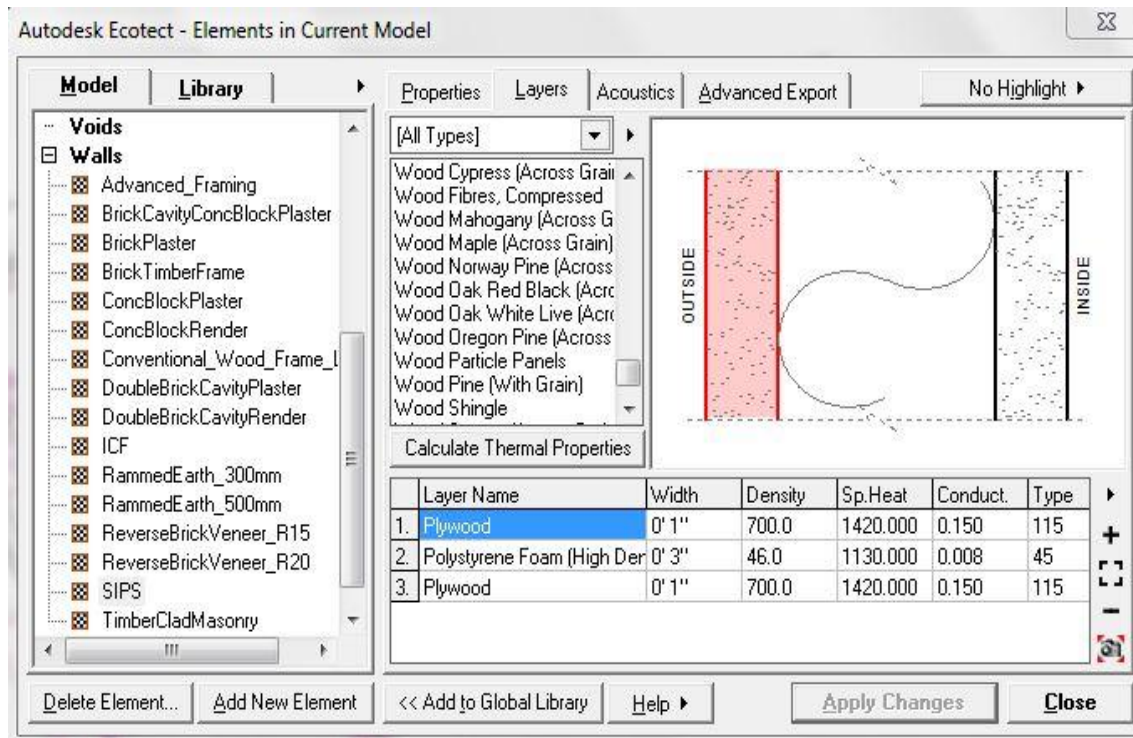 Autodesk Ecotect - Elements in Current Model
Model Library
Voids
Walls
Advanced_Framing
BrickCavityConcBlockPlaster
BrickPlaster
BrickTimberFrame
ConcBlockPlaster
ConcBlockRender
Conventional_Wood_Frame_
DoubleBrickCavityPlaster
DoubleBrickCavityRender
ICF
RammedEarth_300mm
RammedEarth_500mm
ReverseBrickVeneer_R15
ReverseBrickVeneer_R20
SIPS
TimberCladMasonry
Delete Element... Add New Element
Properties Layers Acoustics Advanced Export No Highlight
[All Types]
Wood Cypress (Across Grai
Wood Fibres, Compressed
Wood Mahogany (Across G
Wood Maple (Across Grain)
Wood Norway Pine (Across
Wood Oak Red Black (Acro
Wood Oak White Live (Acro
Wood Oregon Pine (Across
Wood Particle Panels
Wood Pine (With Grain)
Wood Shingle
Calculate Thermal Properties
OUTSIDE
INSIDE
Layer Name Width Density Sp.Heat Conduct. Type
1. Plywood 0' 1" 700.0 1420.000 0.150 115
2. Polystyrene Foam (High Der 0' 3" 46.0 1130.000 0.008 45
3. Plywood 0' 1" 700.0 1420.000 0.150 115
<< Add to Global Library Help Apply Changes Close